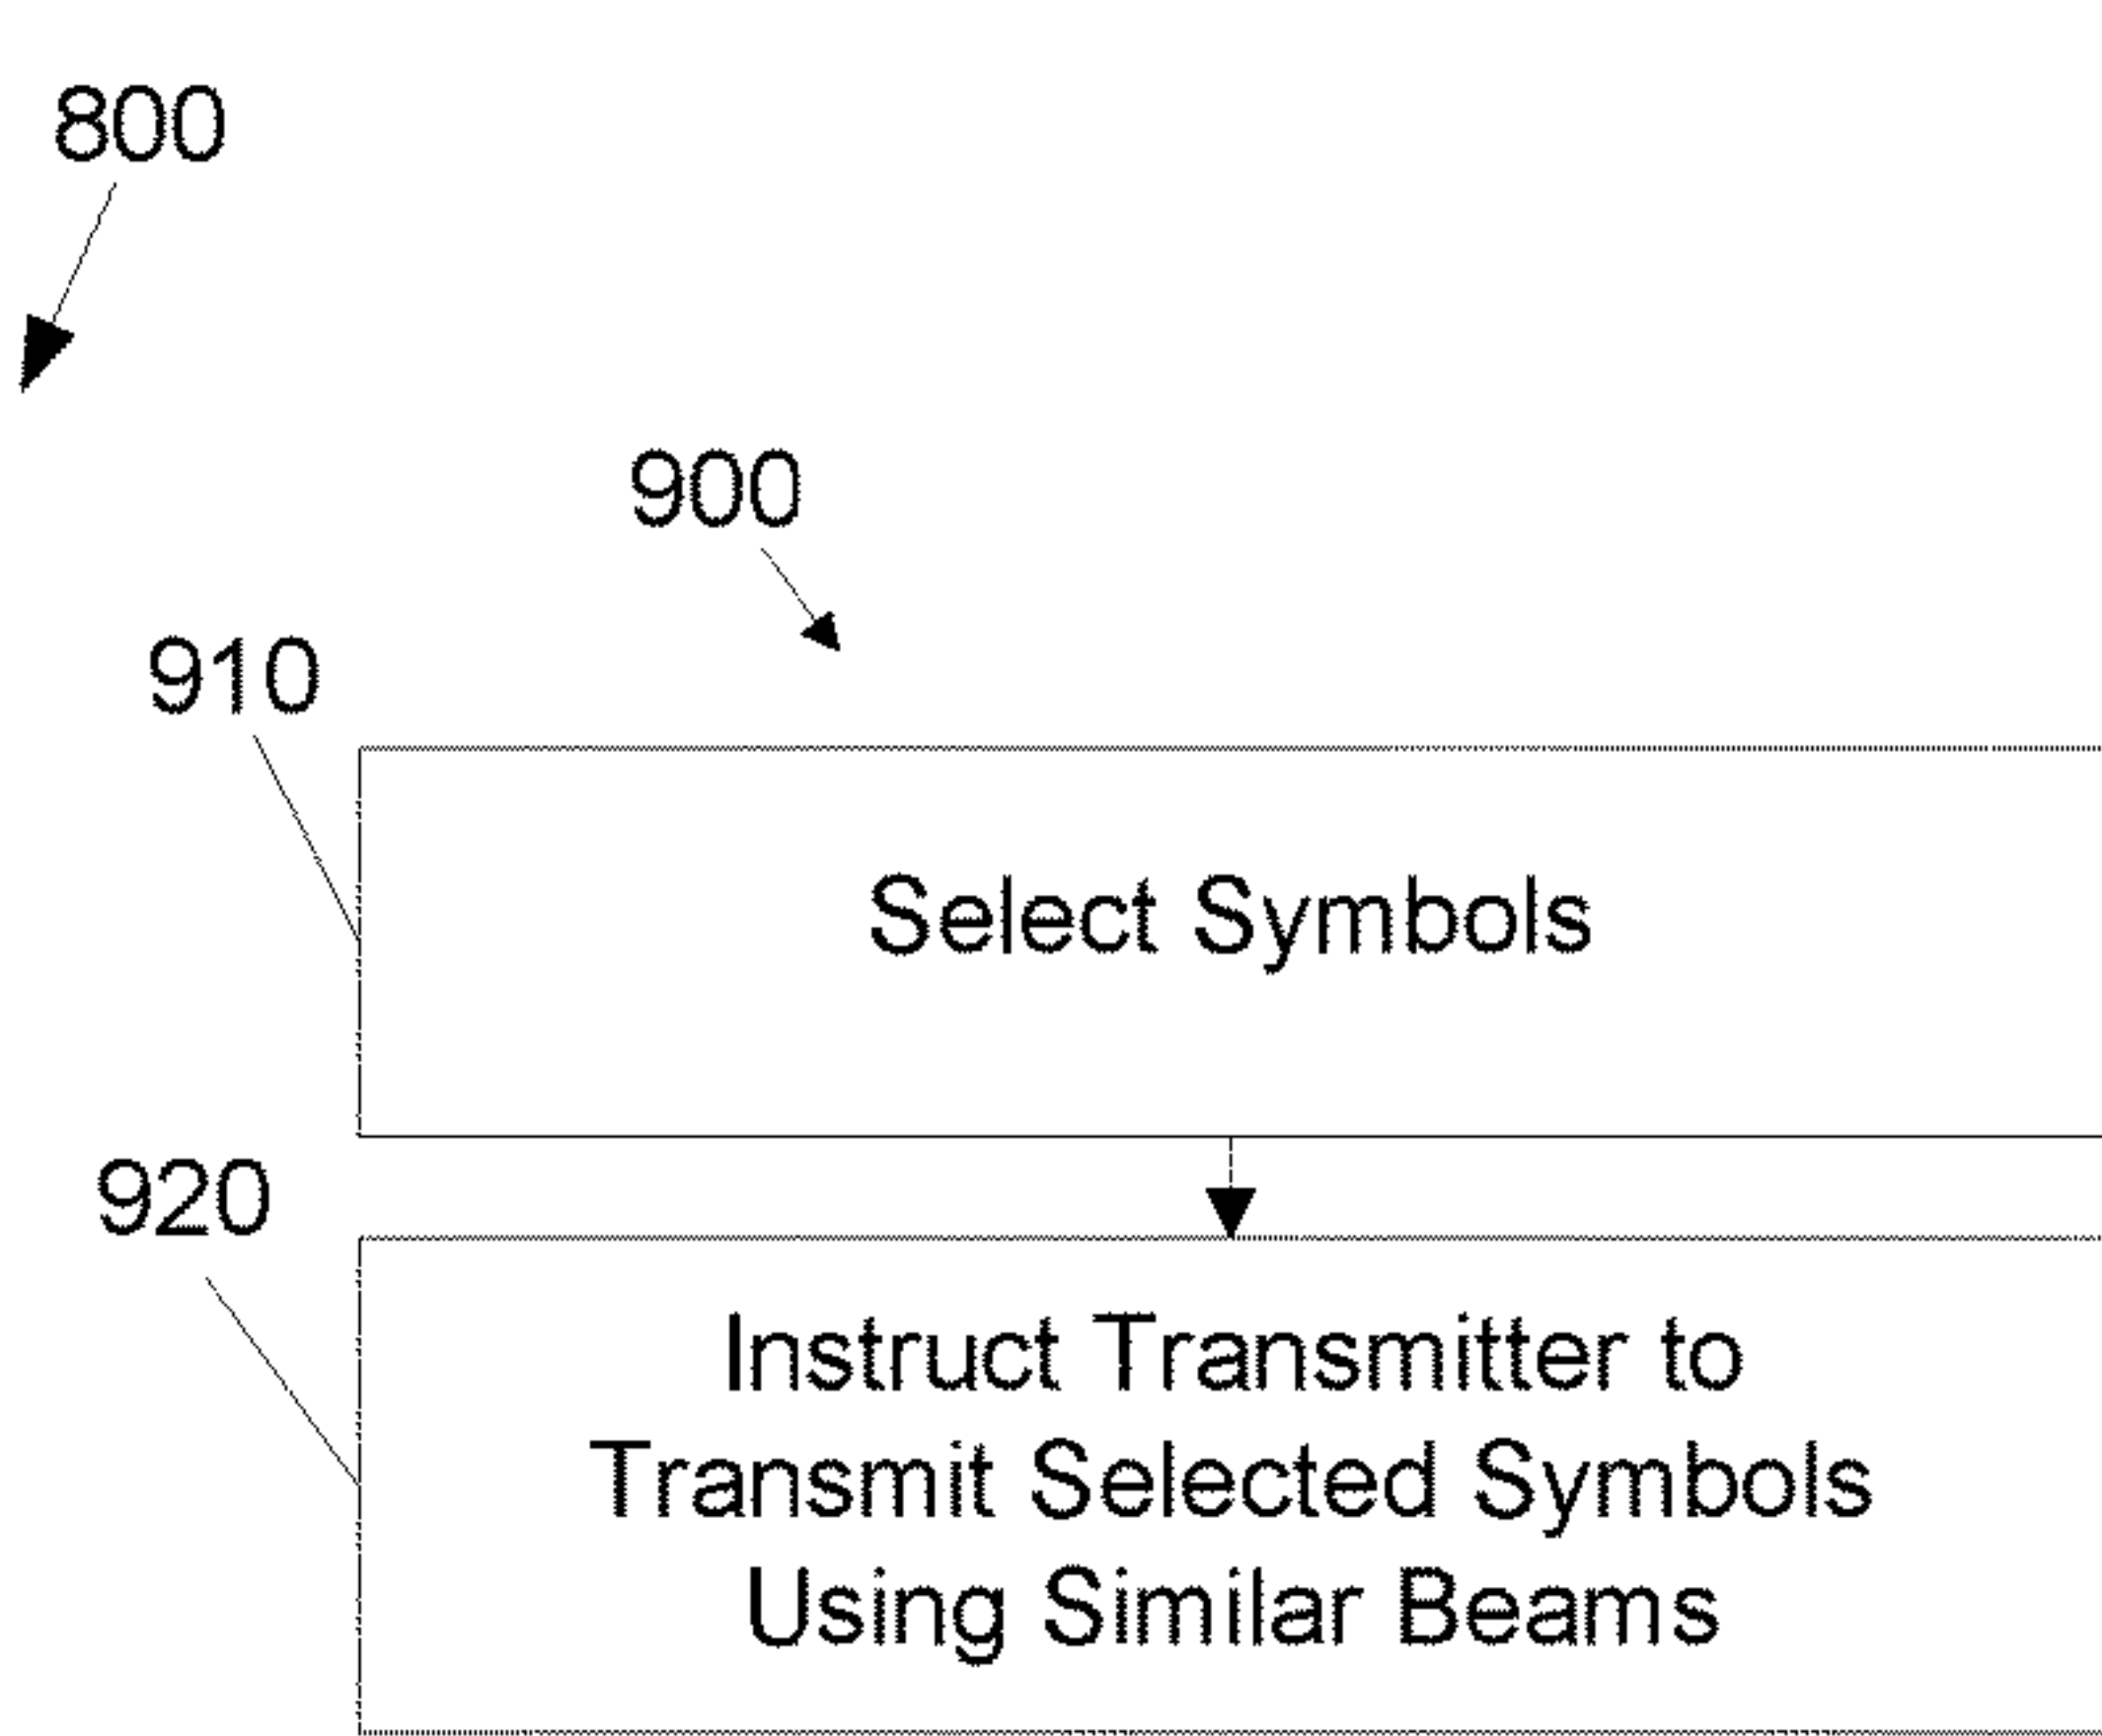 800
900
910
Select Symbols
920
Instruct Transmitter to
Transmit Selected Symbols
Using Similar Beams